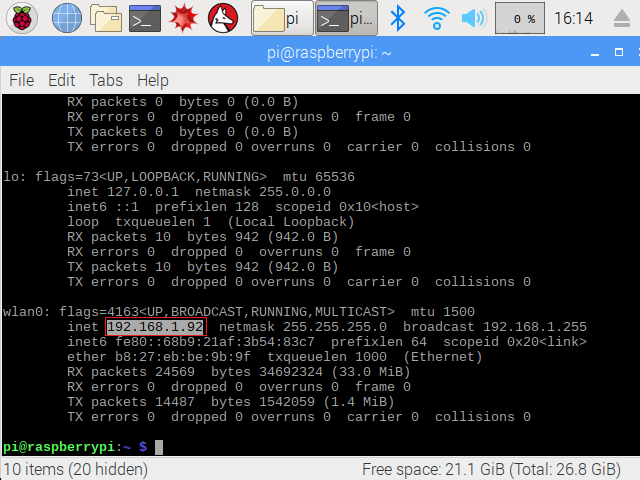 pi
pi...
0 %
16:14
pi@raspberrypi: ~
File Edit Tabs Help
RX packets 0  bytes 0 (0.0 B)
RX errors 0  dropped 0  overruns 0  frame 0
TX packets 0  bytes 0 (0.0 B)
TX errors 0  dropped 0 overruns 0  carrier 0  collisions 0
lo: flags=73<UP,LOOPBACK,RUNNING>  mtu 65536
inet 127.0.0.1  netmask 255.0.0.0
inet6 ::1  prefixlen 128  scopeid 0x10<host>
loop  txqueuelen 1  (Local Loopback)
RX packets 10  bytes 942 (942.0 B)
RX errors 0  dropped 0  overruns 0  frame 0
TX packets 10  bytes 942 (942.0 B)
TX errors 0  dropped 0 overruns 0  carrier 0  collisions 0
wlan0: flags=4163<UP,BROADCAST,RUNNING,MULTICAST>  mtu 1500
inet 192.168.1.92  netmask 255.255.255.0  broadcast 192.168.1.255
inet6 fe80::68b9:21af:3b54:83c7  prefixlen 64  scopeid 0x20<link>
ether b8:27:eb:be:9b:9f  txqueuelen 1000  (Ethernet)
RX packets 24569  bytes 34692324 (33.0 MiB)
RX errors 0  dropped 0  overruns 0  frame 0
TX packets 14487  bytes 1542059 (1.4 MiB)
TX errors 0  dropped 0 overruns 0  carrier 0  collisions 0
pi@raspberrypi:~ $
10 items (20 hidden)
Free space: 21.1 GiB (Total: 26.8 GiB)